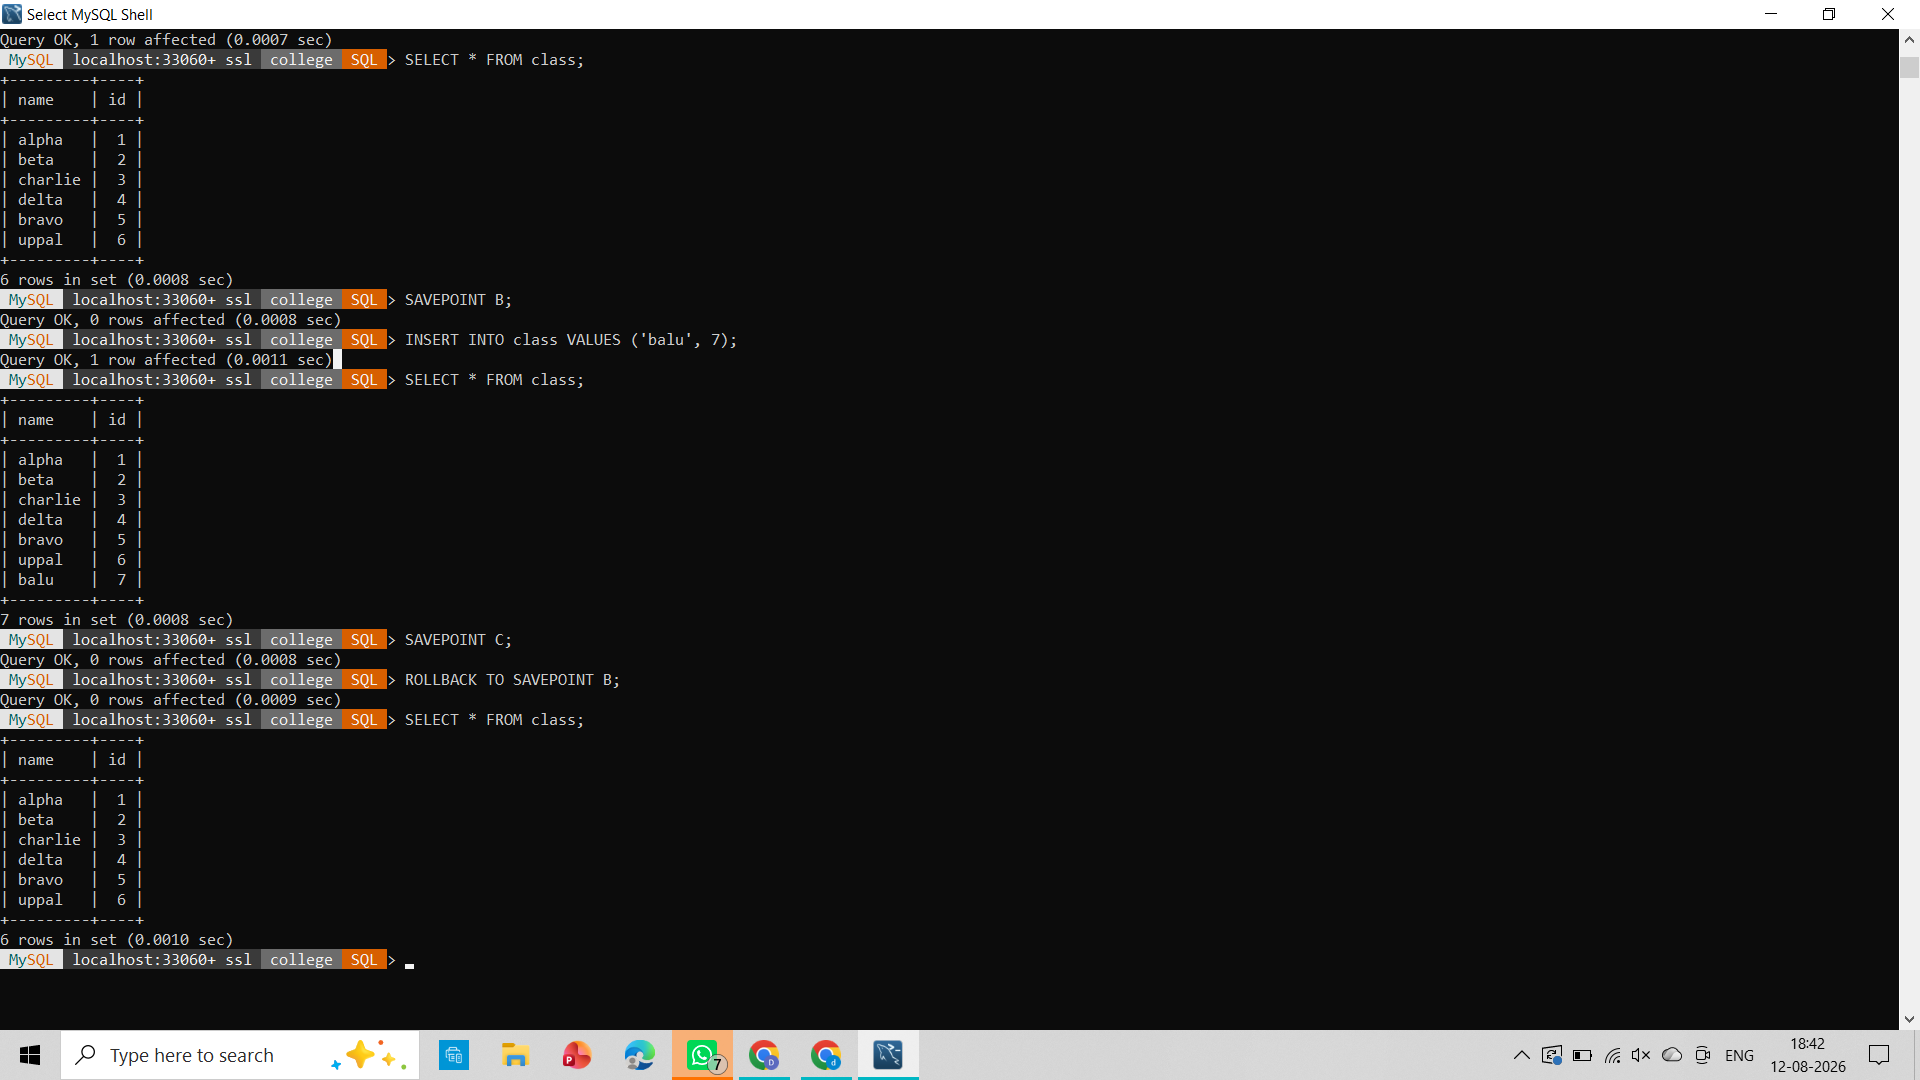 Select MySQL Shell
Query OK, 1 row affected (0.0007 sec)
MySQL localhost:33060+ ssl college SQL > SELECT * FROM class;
+---------+----+
| name    | id |
+---------+----+
| alpha   |  1 |
| beta    |  2 |
| charlie |  3 |
| delta   |  4 |
| bravo   |  5 |
| uppal   |  6 |
+---------+----+
6 rows in set (0.0008 sec)
MySQL localhost:33060+ ssl college SQL > SAVEPOINT B;
Query OK, 0 rows affected (0.0008 sec)
MySQL localhost:33060+ ssl college SQL > INSERT INTO class VALUES ('balu', 7);
Query OK, 1 row affected (0.0011 sec)
MySQL localhost:33060+ ssl college SQL > SELECT * FROM class;
+---------+----+
| name    | id |
+---------+----+
| alpha   |  1 |
| beta    |  2 |
| charlie |  3 |
| delta   |  4 |
| bravo   |  5 |
| uppal   |  6 |
| balu    |  7 |
+---------+----+
7 rows in set (0.0008 sec)
MySQL localhost:33060+ ssl college SQL > SAVEPOINT C;
Query OK, 0 rows affected (0.0008 sec)
MySQL localhost:33060+ ssl college SQL > ROLLBACK TO SAVEPOINT B;
Query OK, 0 rows affected (0.0009 sec)
MySQL localhost:33060+ ssl college SQL > SELECT * FROM class;
+---------+----+
| name    | id |
+---------+----+
| alpha   |  1 |
| beta    |  2 |
| charlie |  3 |
| delta   |  4 |
| bravo   |  5 |
| uppal   |  6 |
+---------+----+
6 rows in set (0.0010 sec)
MySQL localhost:33060+ ssl college SQL >
Type here to search
7
ENG
18:42
12-08-2026